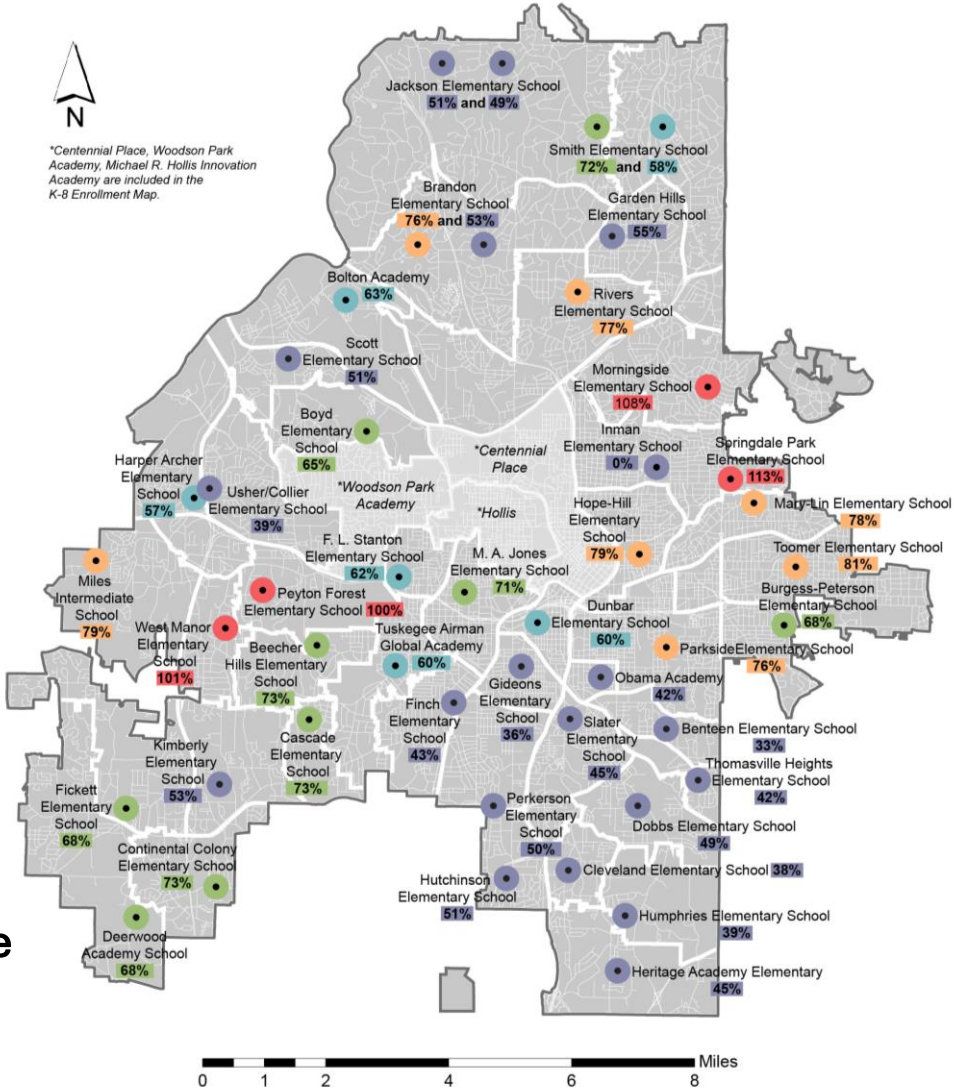 N
*Centennial Place, Woodson Park
Academy, Michael R. Hollis Innovation
Academy are included in the
K-8 Enrollment Map.
Jackson Elementary School
51% and 49%
Smith Elementary School
72% and 58%
Brandon
Elementary School
76% and 53%
Garden Hills
Elementary School
55%
Bolton Academy
63%
Rivers
Elementary School
77%
Scott
Elementary School
51%
Morningside
Elementary School
108%
Boyd
Elementary
School
65%
*Centennial
Place
Inman
Elementary School
0%
Springdale Park
Elementary School
113%
Harper Archer
Elementary
School
57%
Usher/Collier
Elementary School
39%
*Woodson Park
Academy
*Hollis
Hope-Hill
Elementary
School
79%
Mary-Lin Elementary School
78%
F. L. Stanton
Elementary School
62%
M. A. Jones
Elementary School
71%
Toomer Elementary School
81%
Miles
Intermediate
School
79%
Peyton Forest
Elementary School 100%
Burgess-Peterson
Elementary School
68%
West Manor
Elementary
School
101%
Beecher
Hills Elementary
School
73%
Tuskegee Airman
Global Academy
60%
Dunbar
Elementary School
60%
ParksideElementary School
76%
Gideons
Elementary
School
36%
Obama Academy
42%
Finch
Elementary
School
43%
Slater
Elementary
School
45%
Benteen Elementary School
33%
Cascade
Elementary
School
73%
Kimberly
Elementary
School
53%
Thomasville Heights
Elementary School
42%
Fickett
Elementary
School
68%
Perkerson
Elementary
School
50%
Dobbs Elementary School
49%
Continental Colony
Elementary School
73%
Cleveland Elementary School 38%
Hutchinson
Elementary School
51%
Humphries Elementary School
39%
Deerwood
Academy School
68%
Heritage Academy Elementary
45%
e
Miles
0 1 2 4 6 8